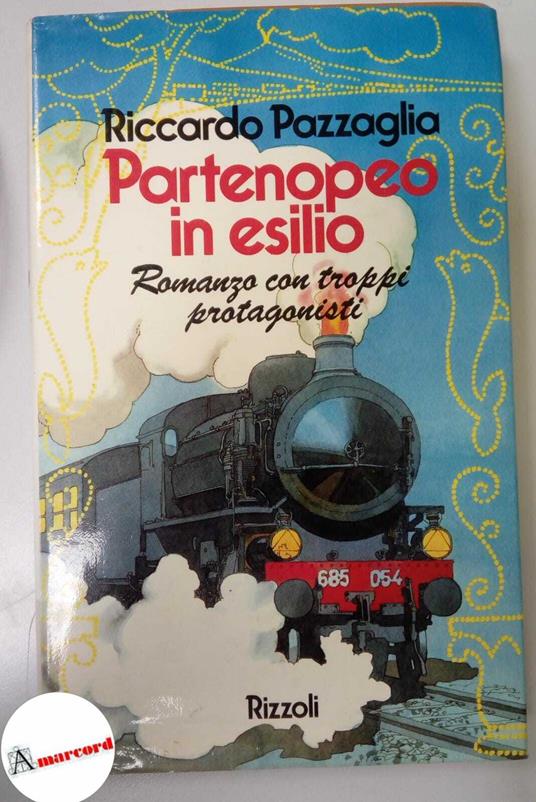 Riccardo Pazzaglia
Partenopeo
in esilio
Romanzo con troppi
protagonisti
685 054
Rizzoli
Amarcord